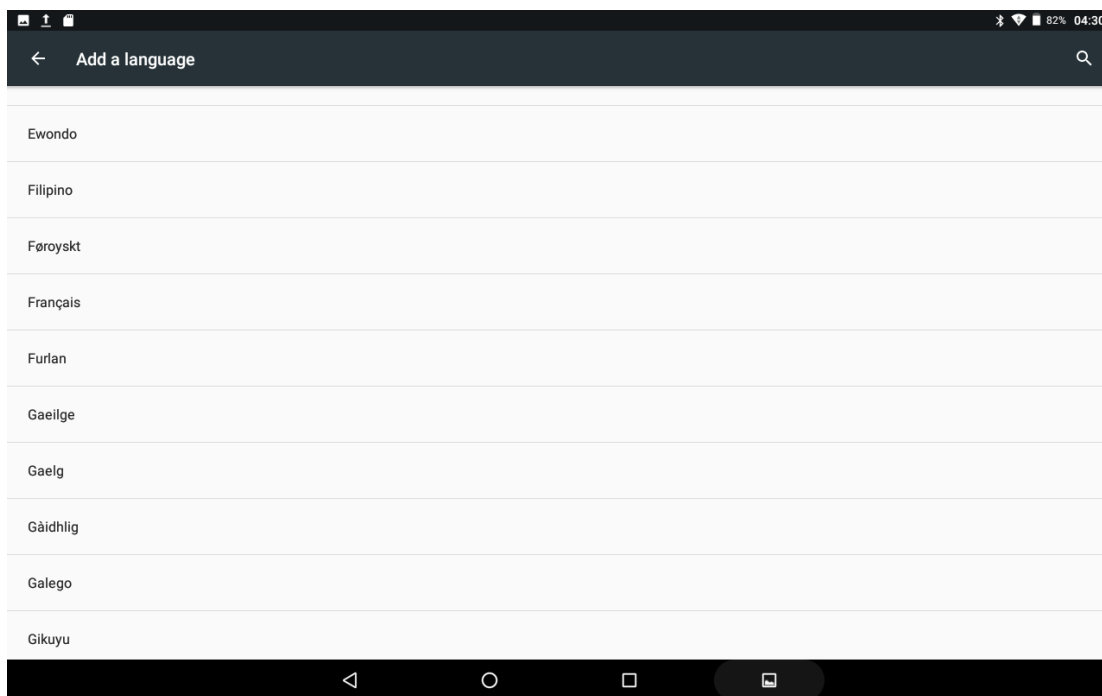 82% 04:30
Add a language
Ewondo
Filipino
Føroyskt
Français
Furlan
Gaeilge
Gaelg
Gàidhlig
Galego
Gikuyu